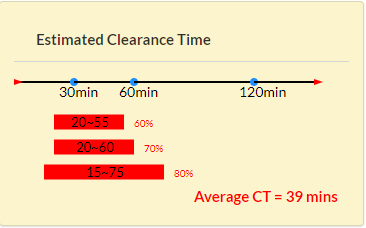 Estimated Clearance Time
30min 60min 120min
20~55 60%
20~60 70%
15~75 80%
Average CT = 39 mins